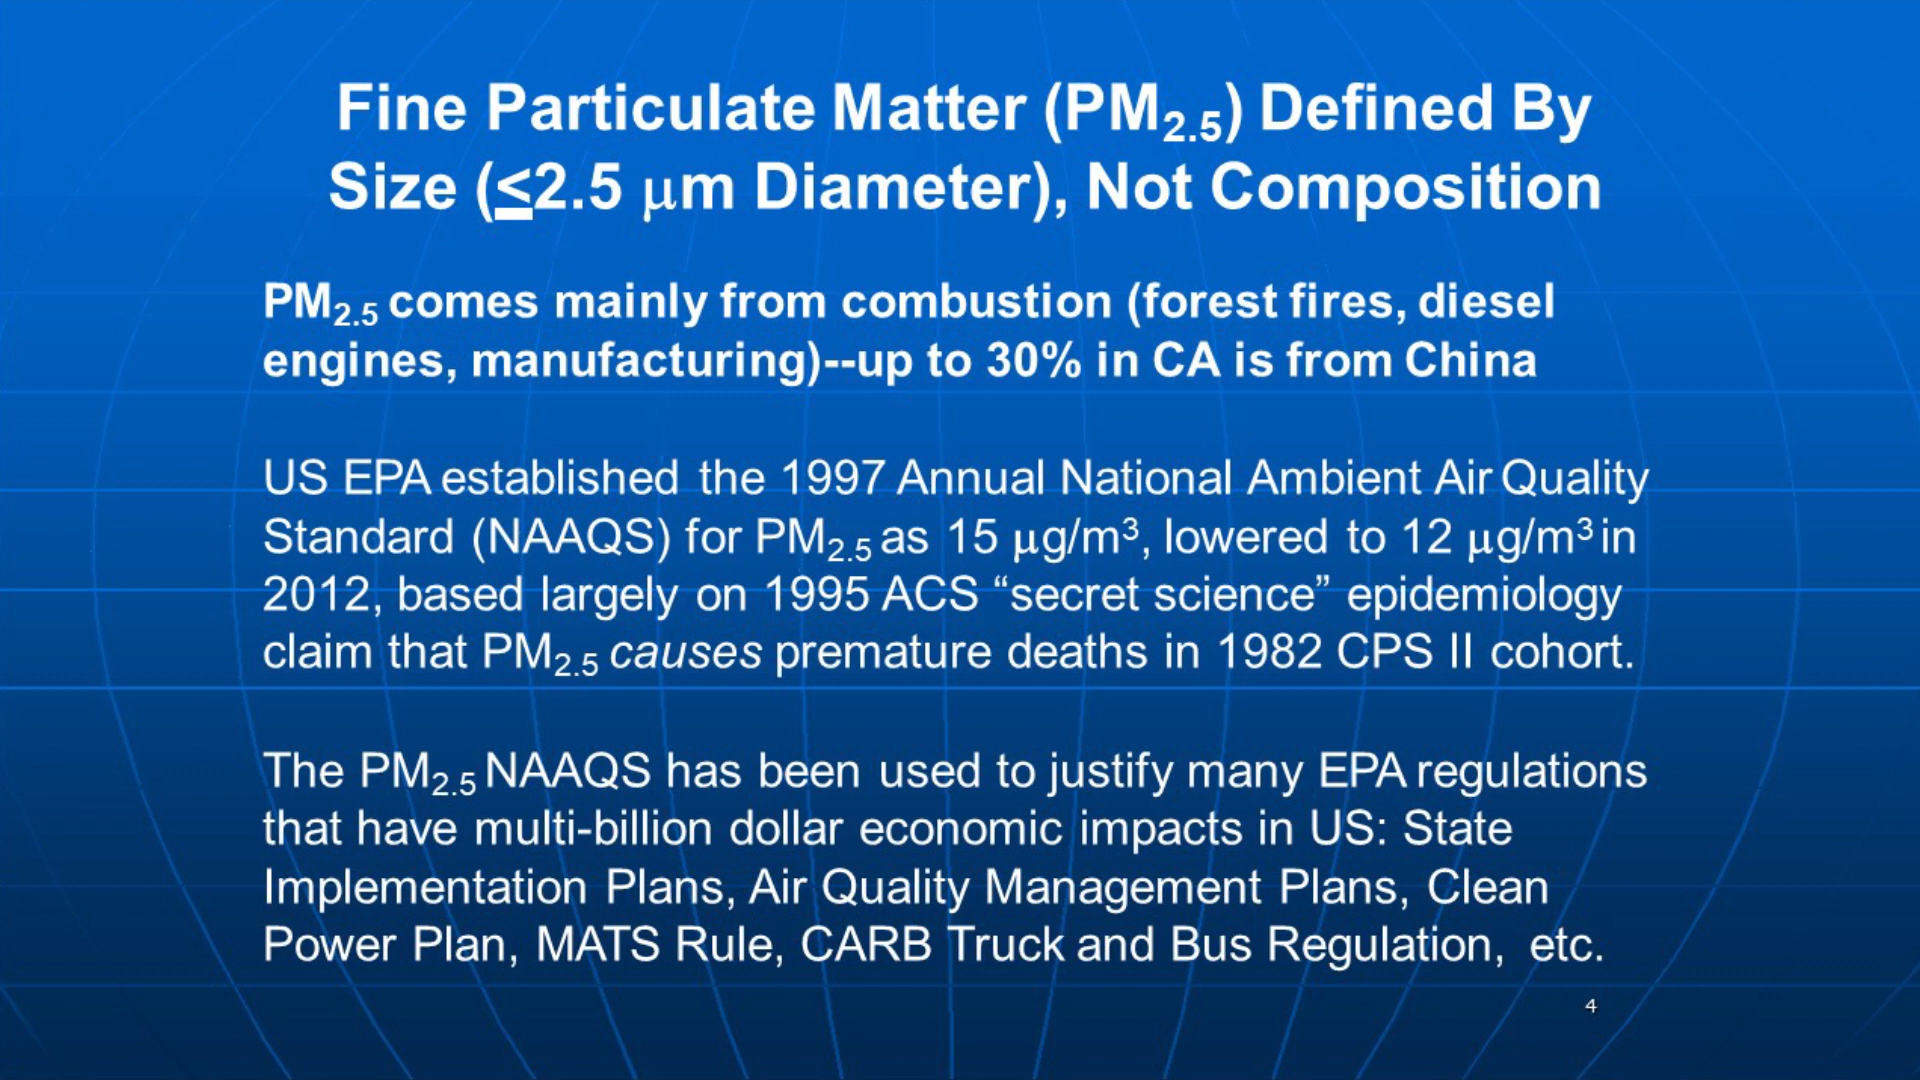 Fine Particulate Matter (PM2.5) Defined By
Size (≤2.5 μm Diameter), Not Composition
PM2.5 comes mainly from combustion (forest fires, diesel
engines, manufacturing)--up to 30% in CA is from China
US EPA established the 1997 Annual National Ambient Air Quality
Standard (NAAQS) for PM2.5 as 15 μg/m³, lowered to 12 μg/m³ in
2012, based largely on 1995 ACS “secret science” epidemiology
claim that PM2.5 causes premature deaths in 1982 CPS II cohort.
The PM2.5 NAAQS has been used to justify many EPA regulations
that have multi-billion dollar economic impacts in US: State
Implementation Plans, Air Quality Management Plans, Clean
Power Plan, MATS Rule, CARB Truck and Bus Regulation, etc.
4